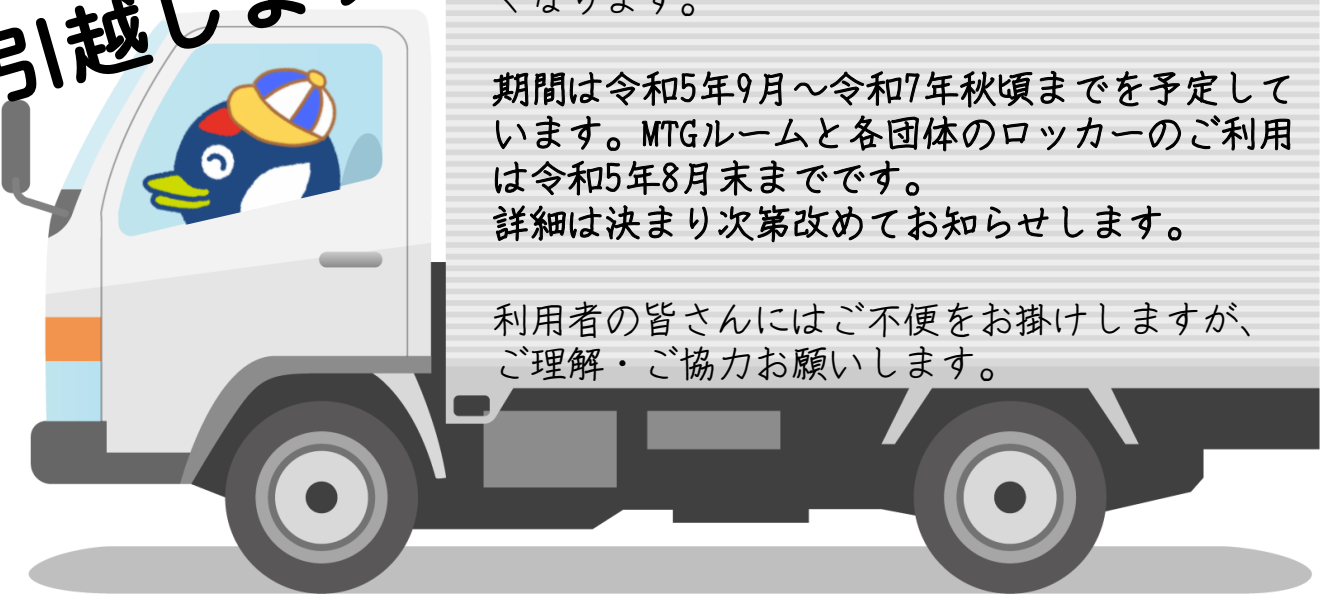 引越しま
くなります。
期間は令和5年9月～令和7年秋頃までを予定して
います。MTGルームと各団体のロッカーのご利用
は令和5年8月末までです。
詳細は決まり次第改めてお知らせします。
利用者の皆さんにはご不便をお掛けしますが、
ご理解・ご協力お願いします。